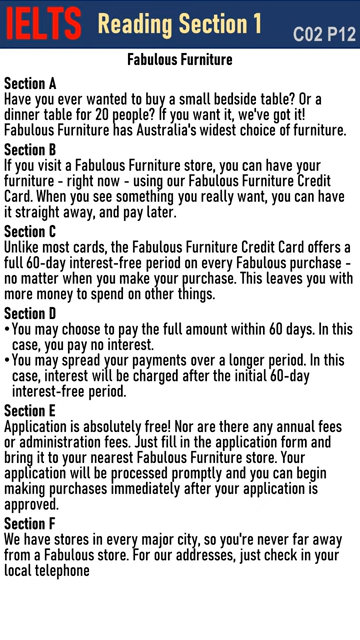 IELTS Reading Section 1 C02 P12
Fabulous Furniture
Section A
Have you ever wanted to buy a small bedside table? Or a
dinner table for 20 people? If you want it, we've got it!
Fabulous Furniture has Australia's widest choice of furniture.
Section B
If you visit a Fabulous Furniture store, you can have your
furniture - right now - using our Fabulous Furniture Credit
Card. When you see something you really want, you can have
it straight away, and pay later.
Section C
Unlike most cards, the Fabulous Furniture Credit Card offers a
full 60-day interest-free period on every Fabulous purchase -
no matter when you make your purchase. This leaves you with
more money to spend on other things.
Section D
• You may choose to pay the full amount within 60 days. In this
case, you pay no interest.
• You may spread your payments over a longer period. In this
case, interest will be charged after the initial 60-day
interest-free period.
Section E
Application is absolutely free! Nor are there any annual fees
or administration fees. Just fill in the application form and
bring it to your nearest Fabulous Furniture store. Your
application will be processed promptly and you can begin
making purchases immediately after your application is
approved.
Section F
We have stores in every major city, so you're never far away
from a Fabulous store. For our addresses, just check in your
local telephone